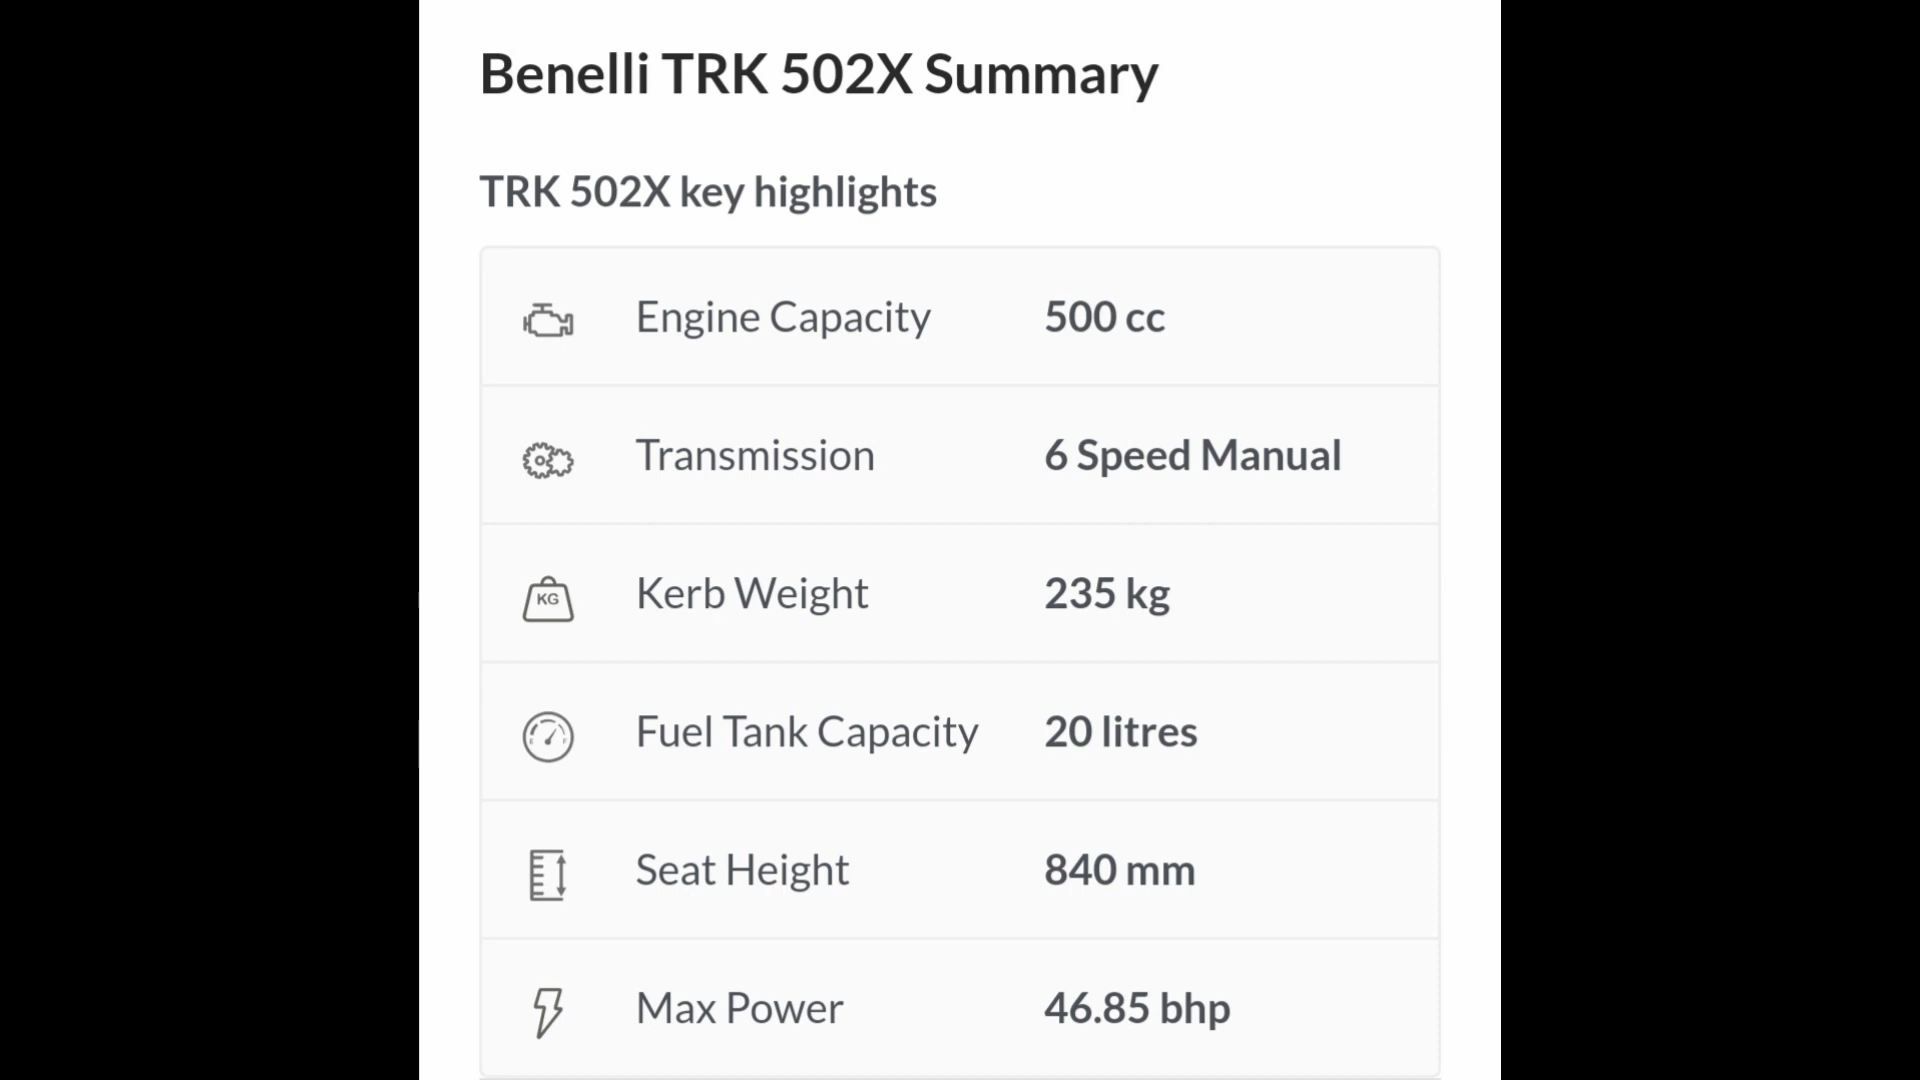 Benelli TRK 502X Summary
TRK 502X key highlights
Engine Capacity 500 cc
Transmission 6 Speed Manual
KG Kerb Weight 235 kg
Fuel Tank Capacity 20 litres
Seat Height 840 mm
Max Power 46.85 bhp